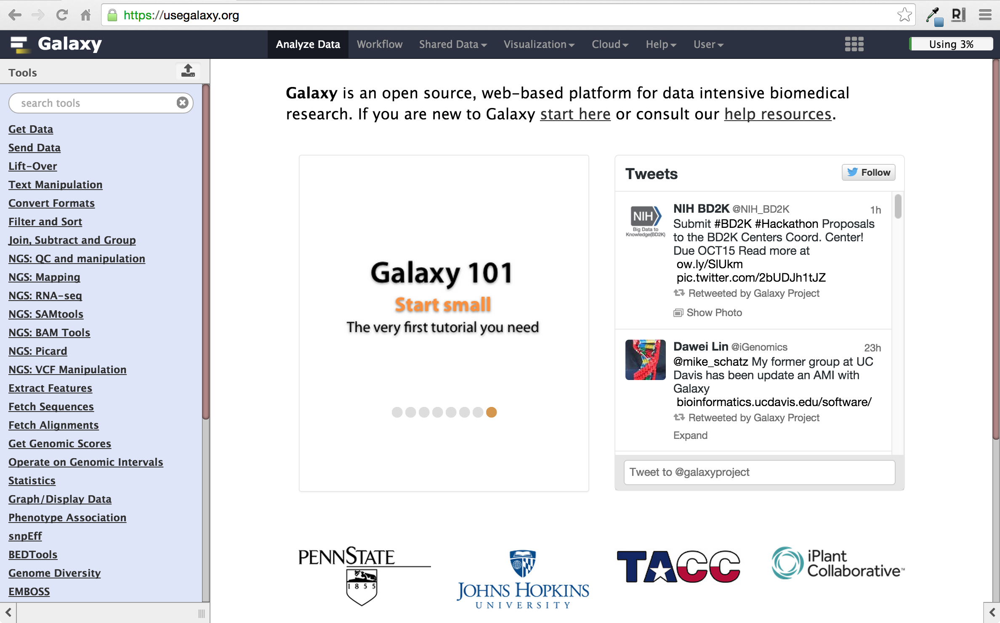 https://usegalaxy.org
Galaxy
Analyze Data
Workflow
Shared Data
Visualization
Cloud
Help
User
Using 3%
Tools
search tools
Get Data
Send Data
Lift-Over
Text Manipulation
Convert Formats
Filter and Sort
Join, Subtract and Group
NGS: QC and manipulation
NGS: Mapping
NGS: RNA-seq
NGS: SAMtools
NGS: BAM Tools
NGS: Picard
NGS: VCF Manipulation
Extract Features
Fetch Sequences
Fetch Alignments
Get Genomic Scores
Operate on Genomic Intervals
Statistics
Graph/Display Data
Phenotype Association
snpEff
BEDTools
Genome Diversity
EMBOSS
Galaxy is an open source, web-based platform for data intensive biomedical
research. If you are new to Galaxy start here or consult our help resources.
Galaxy 101
Start small
The very first tutorial you need
Tweets
Follow
NIH
Big Data to
Knowledge(BD2K)
NIH BD2K @NIH_BD2K 1h
Submit #BD2K #Hackathon Proposals
to the BD2K Centers Coord. Center!
Due OCT15 Read more at
ow.ly/SlUkm
pic.twitter.com/2bUDJh1tJZ
Retweeted by Galaxy Project
Show Photo
Dawei Lin @iGenomics 23h
@mike_schatz My former group at UC
Davis has been update an AMI with
Galaxy
bioinformatics.ucdavis.edu/software/
Retweeted by Galaxy Project
Expand
Tweet to @galaxyproject
PENNSTATE
1855
JOHNS HOPKINS
UNIVERSITY
TACC
iPlant
Collaborative™